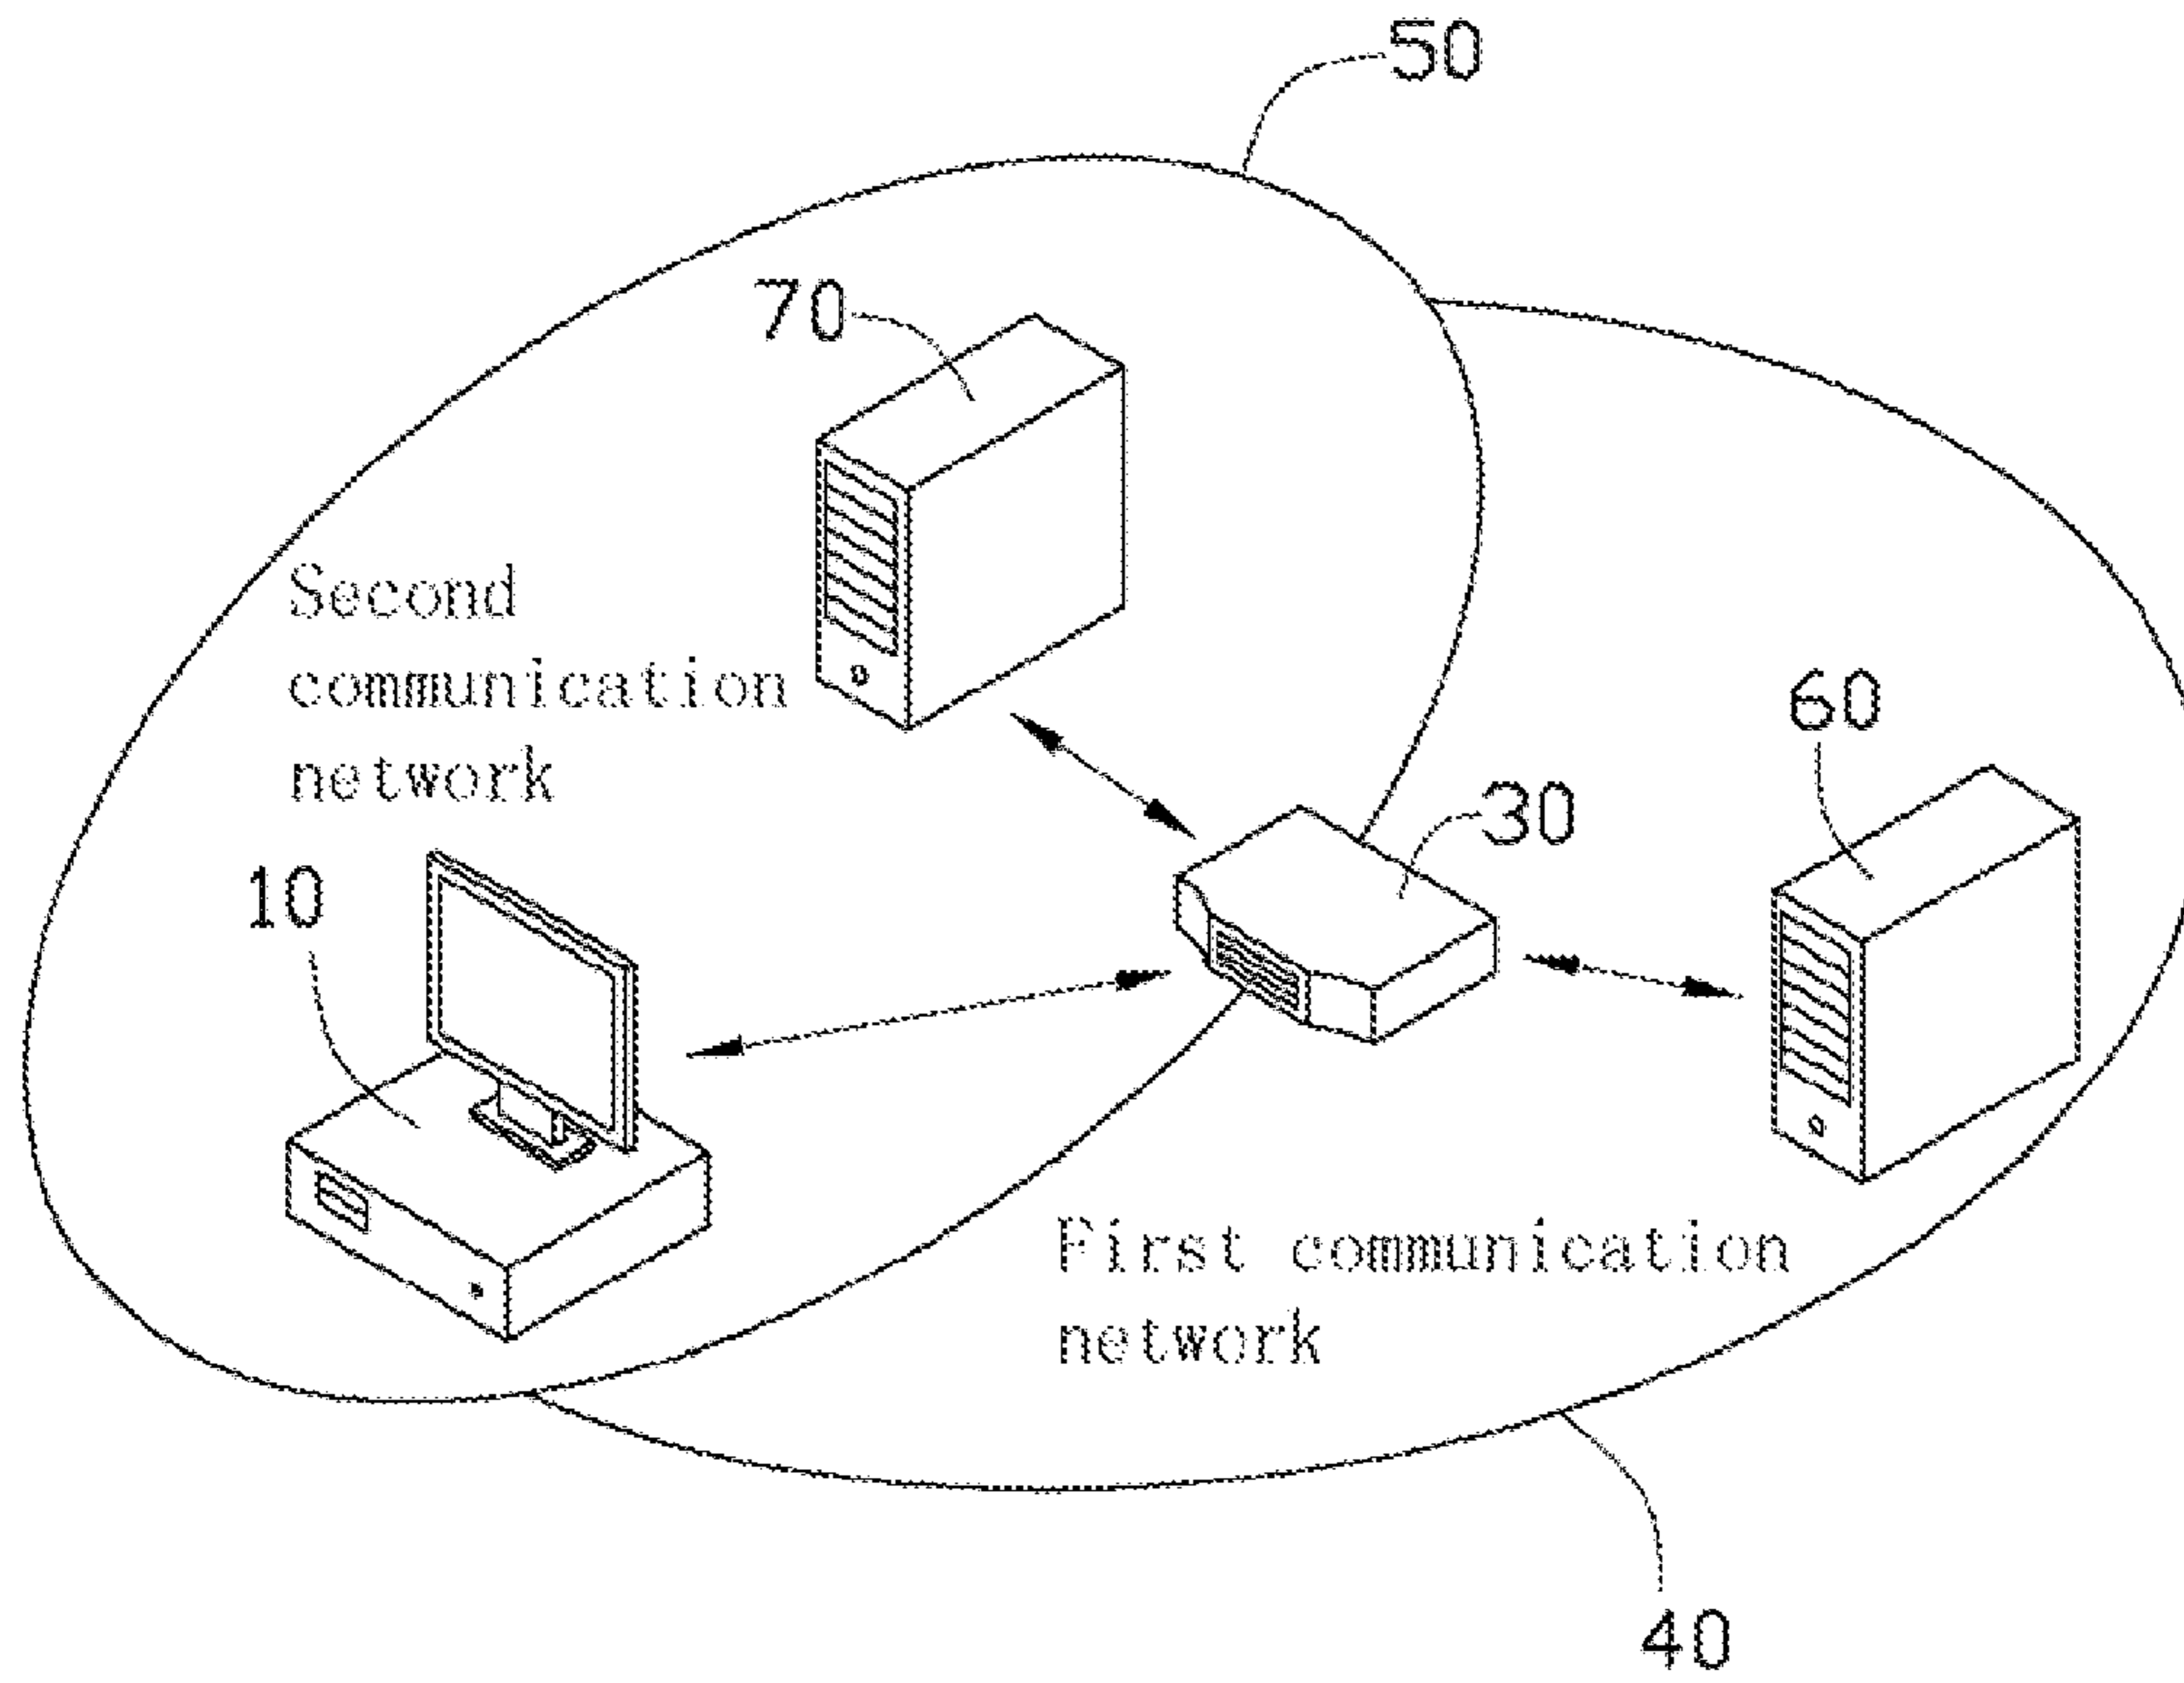 50
70
Second
communication
network
60
30
10
First communication
network
40